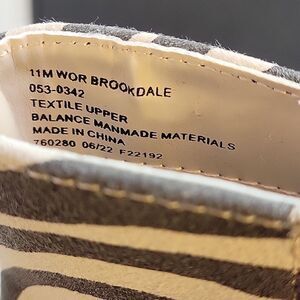 11M WOR BROOKDALE
053-0342
TEXTILE UPPER
BALANCE MANMADE MATERIALS
MADE IN CHINA
760280 06/22 F22192